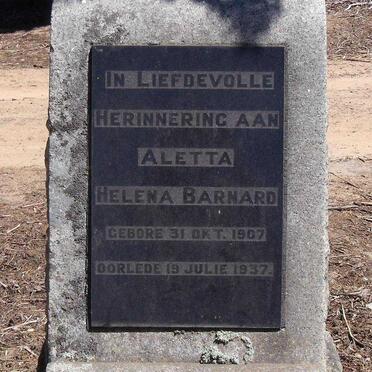 IN LIEFDEVOLLE
HERINNERING AAN
ALETTA
HELENA BARNARD
GEBORE 31 OKT. 1907
OORLEDE 19 JULIE 1937.